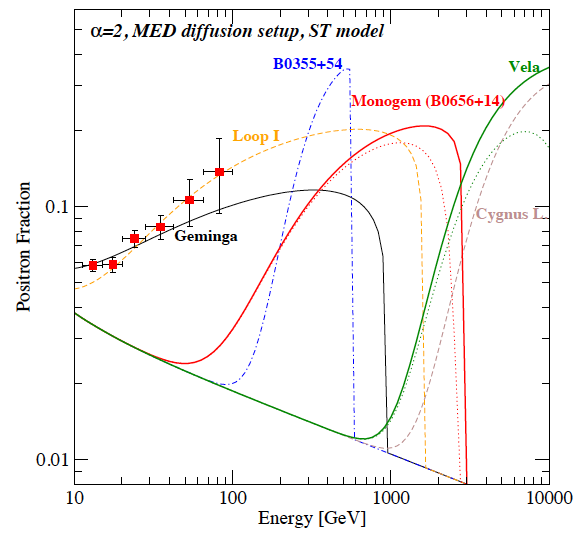 α=2, MED diffusion setup, ST model
B0355+54
Vela
Monogem (B0656+14)
Loop I
0.1
Cygnus L.
Geminga
Positron Fraction
0.01
10
100
1000
10000
Energy [GeV]